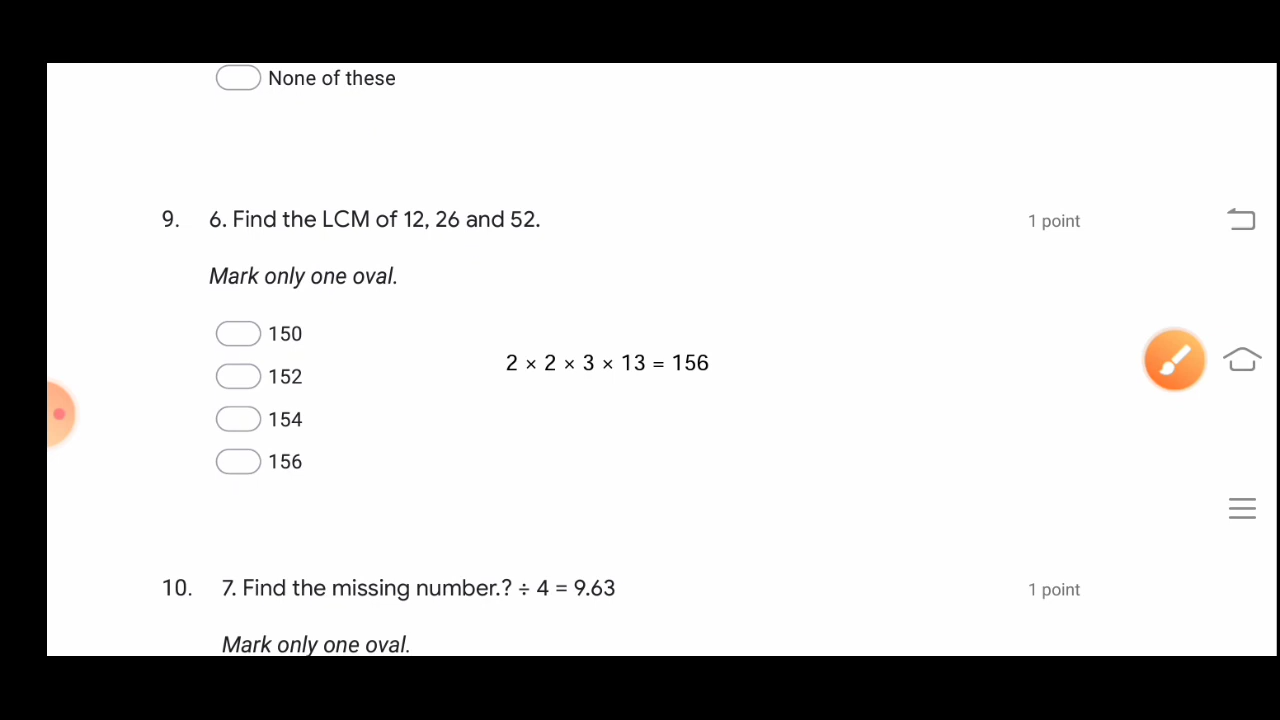 None of these
9. 6. Find the LCM of 12, 26 and 52. 1 point
Mark only one oval.
150
2 × 2 × 3 × 13 = 156
152
154
156
10. 7. Find the missing number.? ÷ 4 = 9.63 1 point
Mark only one oval.